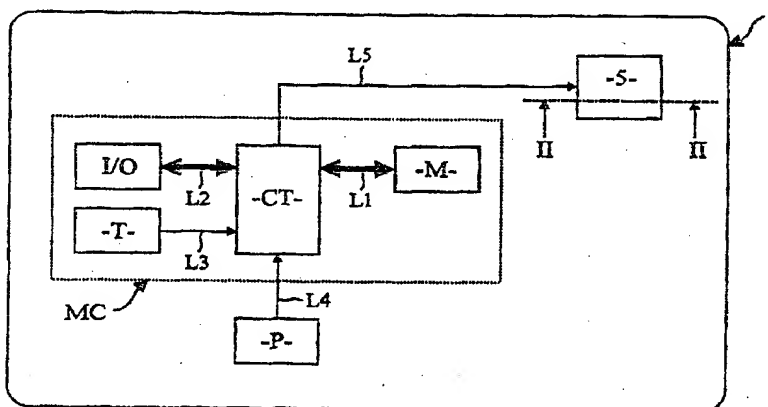 L5
-5-
II II
I/O
L2
-CT-
L1
-M-
-T-
L3
MC
L4
-P-